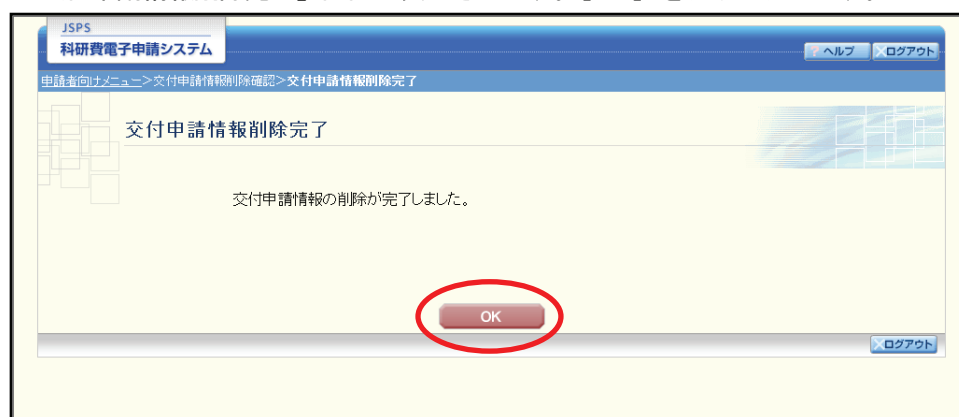 JSPS
科研費電子申請システム
? ヘルプ
ログアウト
申請者向けメニュー>交付申請情報削除確認>交付申請情報削除完了
交付申請情報削除完了
交付申請情報の削除が完了しました。
OK
ログアウト